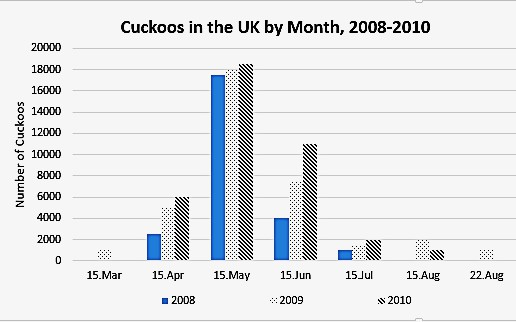 Cuckoos in the UK by Month, 2008-2010
Number of Cuckoos
20000
18000
16000
14000
12000
10000
8000
6000
4000
2000
0
15.Mar 15.Apr 15.May 15.Jun 15.Jul 15.Aug 22.Aug
2008 2009 2010